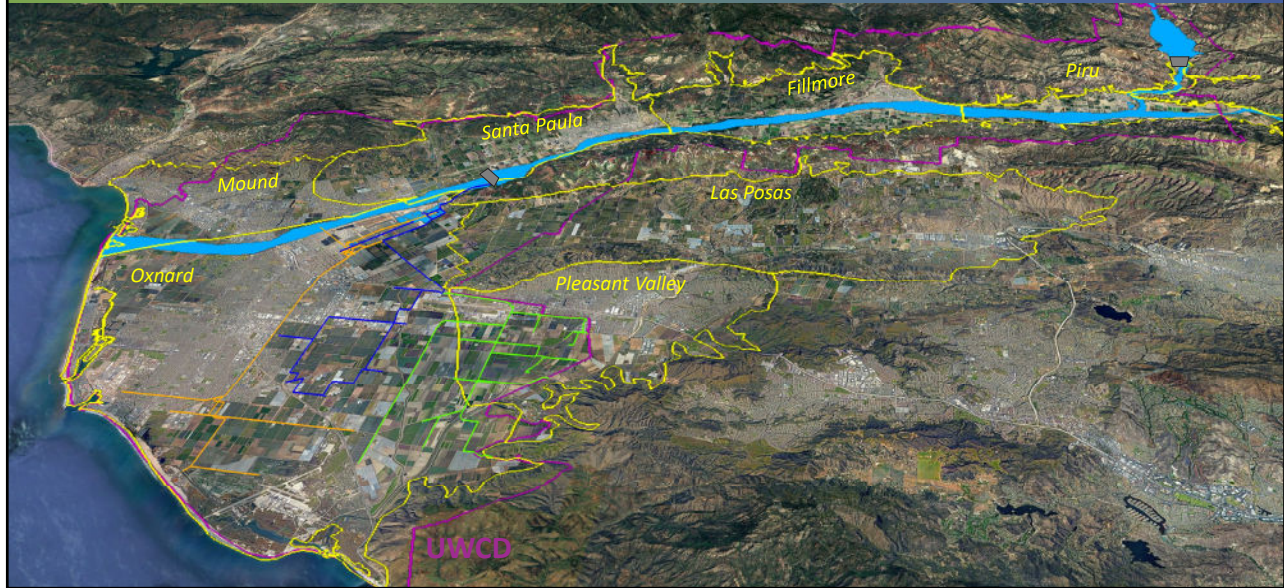 Piru
Fillmore
Santa Paula
Mound
Las Posas
Oxnard
Pleasant Valley
UWCD